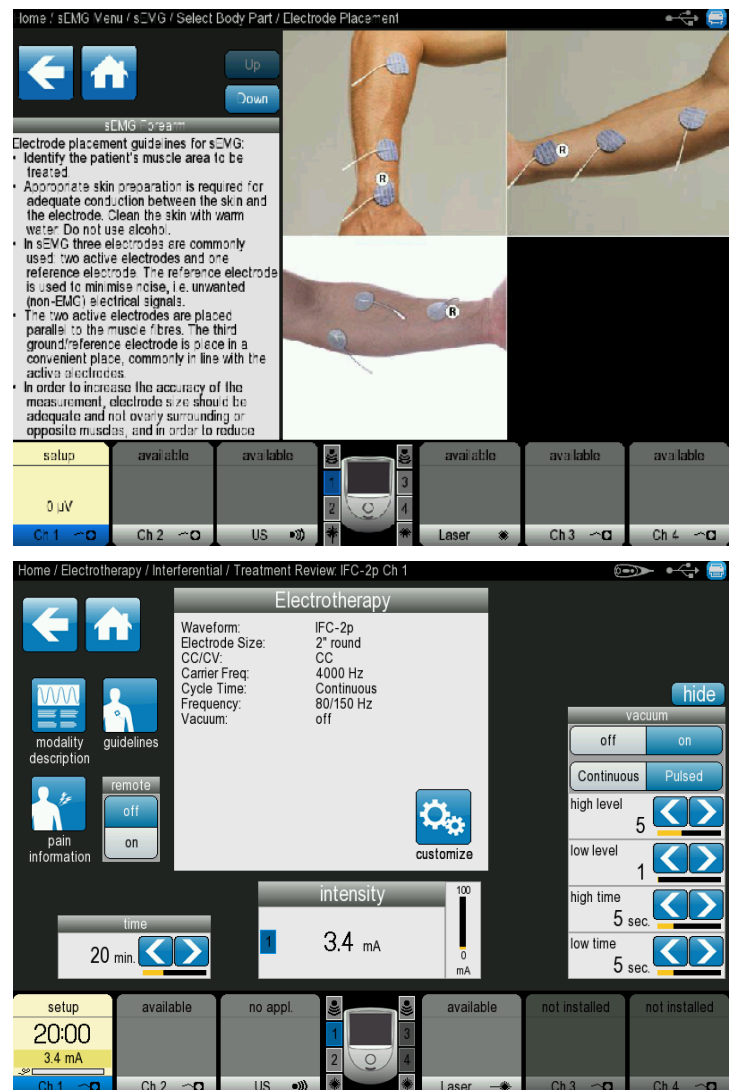 Home / sEMG Menu / sEMG / Select Body Part / Electrode Placement
Up
Down
sEMG Forearm
Electrode placement guidelines for sEMG:
• Identify the patient's muscle area to be
treated.
• Appropriate skin preparation is required for
adequate conduction between the skin and
the electrode. Clean the skin with warm
water. Do not use alcohol.
• In sEMG three electrodes are commonly
used: two active electrodes and one
reference electrode. The reference electrode
is used to minimise noise, i.e. unwanted
(non-EMG) electrical signals.
• The two active electrodes are placed
parallel to the muscle fibres. The third
ground/reference electrode is place in a
convenient place, commonly in line with the
active electrodes.
• In order to increase the accuracy of the
measurement, electrode size should be
adequate and not overly surrounding or
opposite muscles, and in order to reduce
R
R
R
setup
available
available
available
available
available
0 µV
1
2
3
4
Ch 1
Ch 2
US
Laser
Ch 3
Ch 4
Home / Electrotherapy / Interferential / Treatment Review: IFC-2p Ch 1
Electrotherapy
Waveform: IFC-2p
Electrode Size: 2" round
CC/CV: CC
Carrier Freq: 4000 Hz
Cycle Time: Continuous
Frequency: 80/150 Hz
Vacuum: off
customize
modality
description
guidelines
pain
information
remote
off
on
hide
vacuum
off on
Continuous Pulsed
high level
5
low level
1
high time
5 sec.
low time
5 sec.
time
20 min.
intensity
1 3.4 mA
100
0
mA
setup
20:00
3.4 mA
available
no appl.
available
not installed
not installed
1
2
3
4
Ch 1
Ch 2
US
Laser
Ch 3
Ch 4